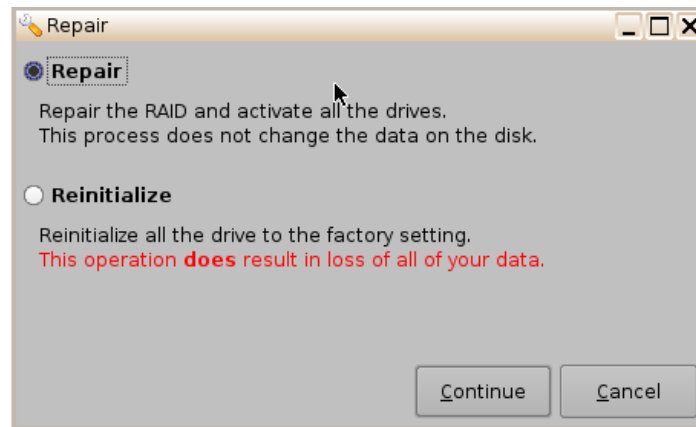 Repair
Repair
Repair the RAID and activate all the drives.
This process does not change the data on the disk.
Reinitialize
Reinitialize all the drive to the factory setting.
This operation does result in loss of all of your data.
Continue
Cancel